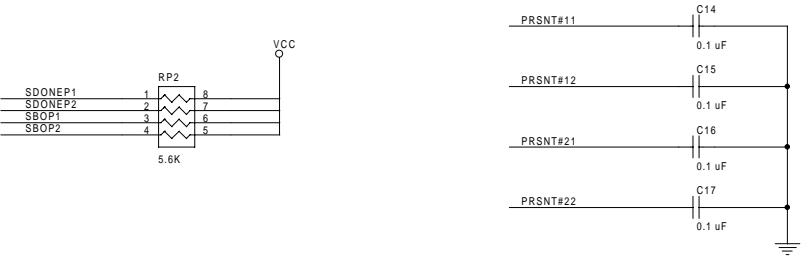 C14
PRSNT#11
0.1 uF
VCC
C15
RP2
PRSNT#12
SDONEP1 1 8
0.1 uF
SDONEP2 2 7
SBOP1 3 6
SBOP2 4 5
C16
PRSNT#21
5.6K
0.1 uF
C17
PRSNT#22
0.1 uF